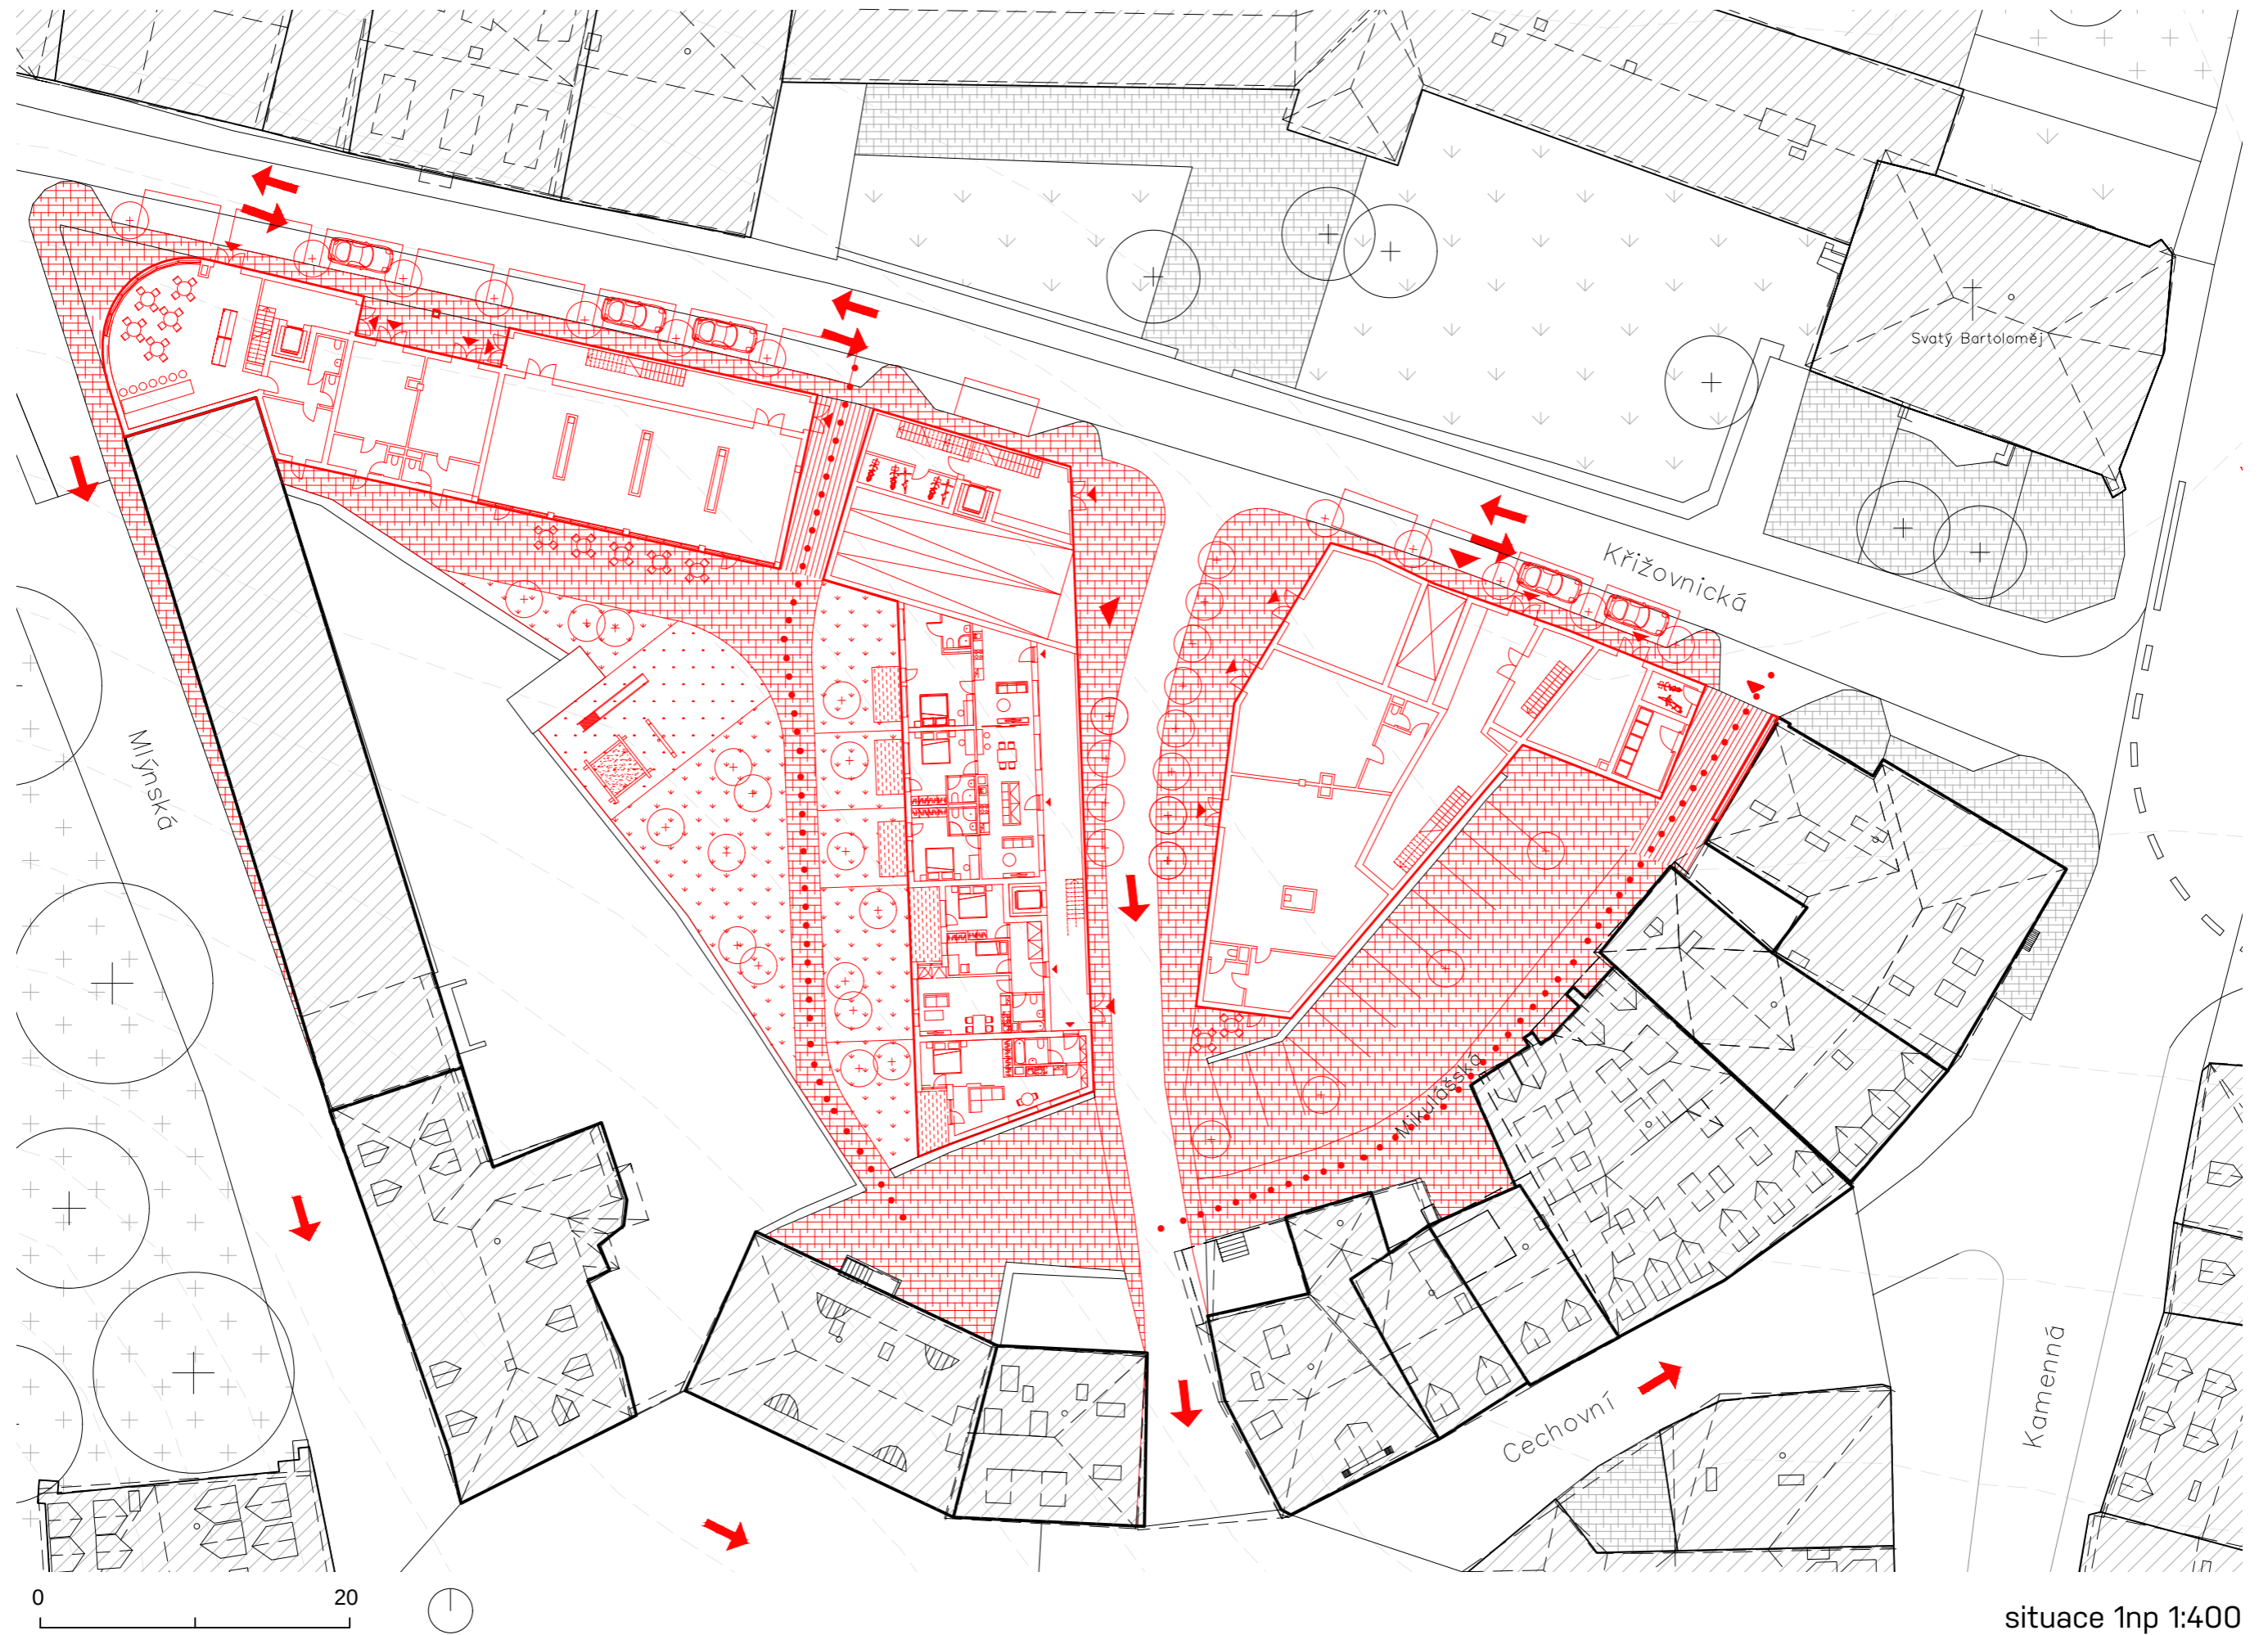 Svatý Bartoloměj
Křižovnická
Mlýnská
Mikulášská
Cechovní
Kamenná
0 20
situace 1np 1:400